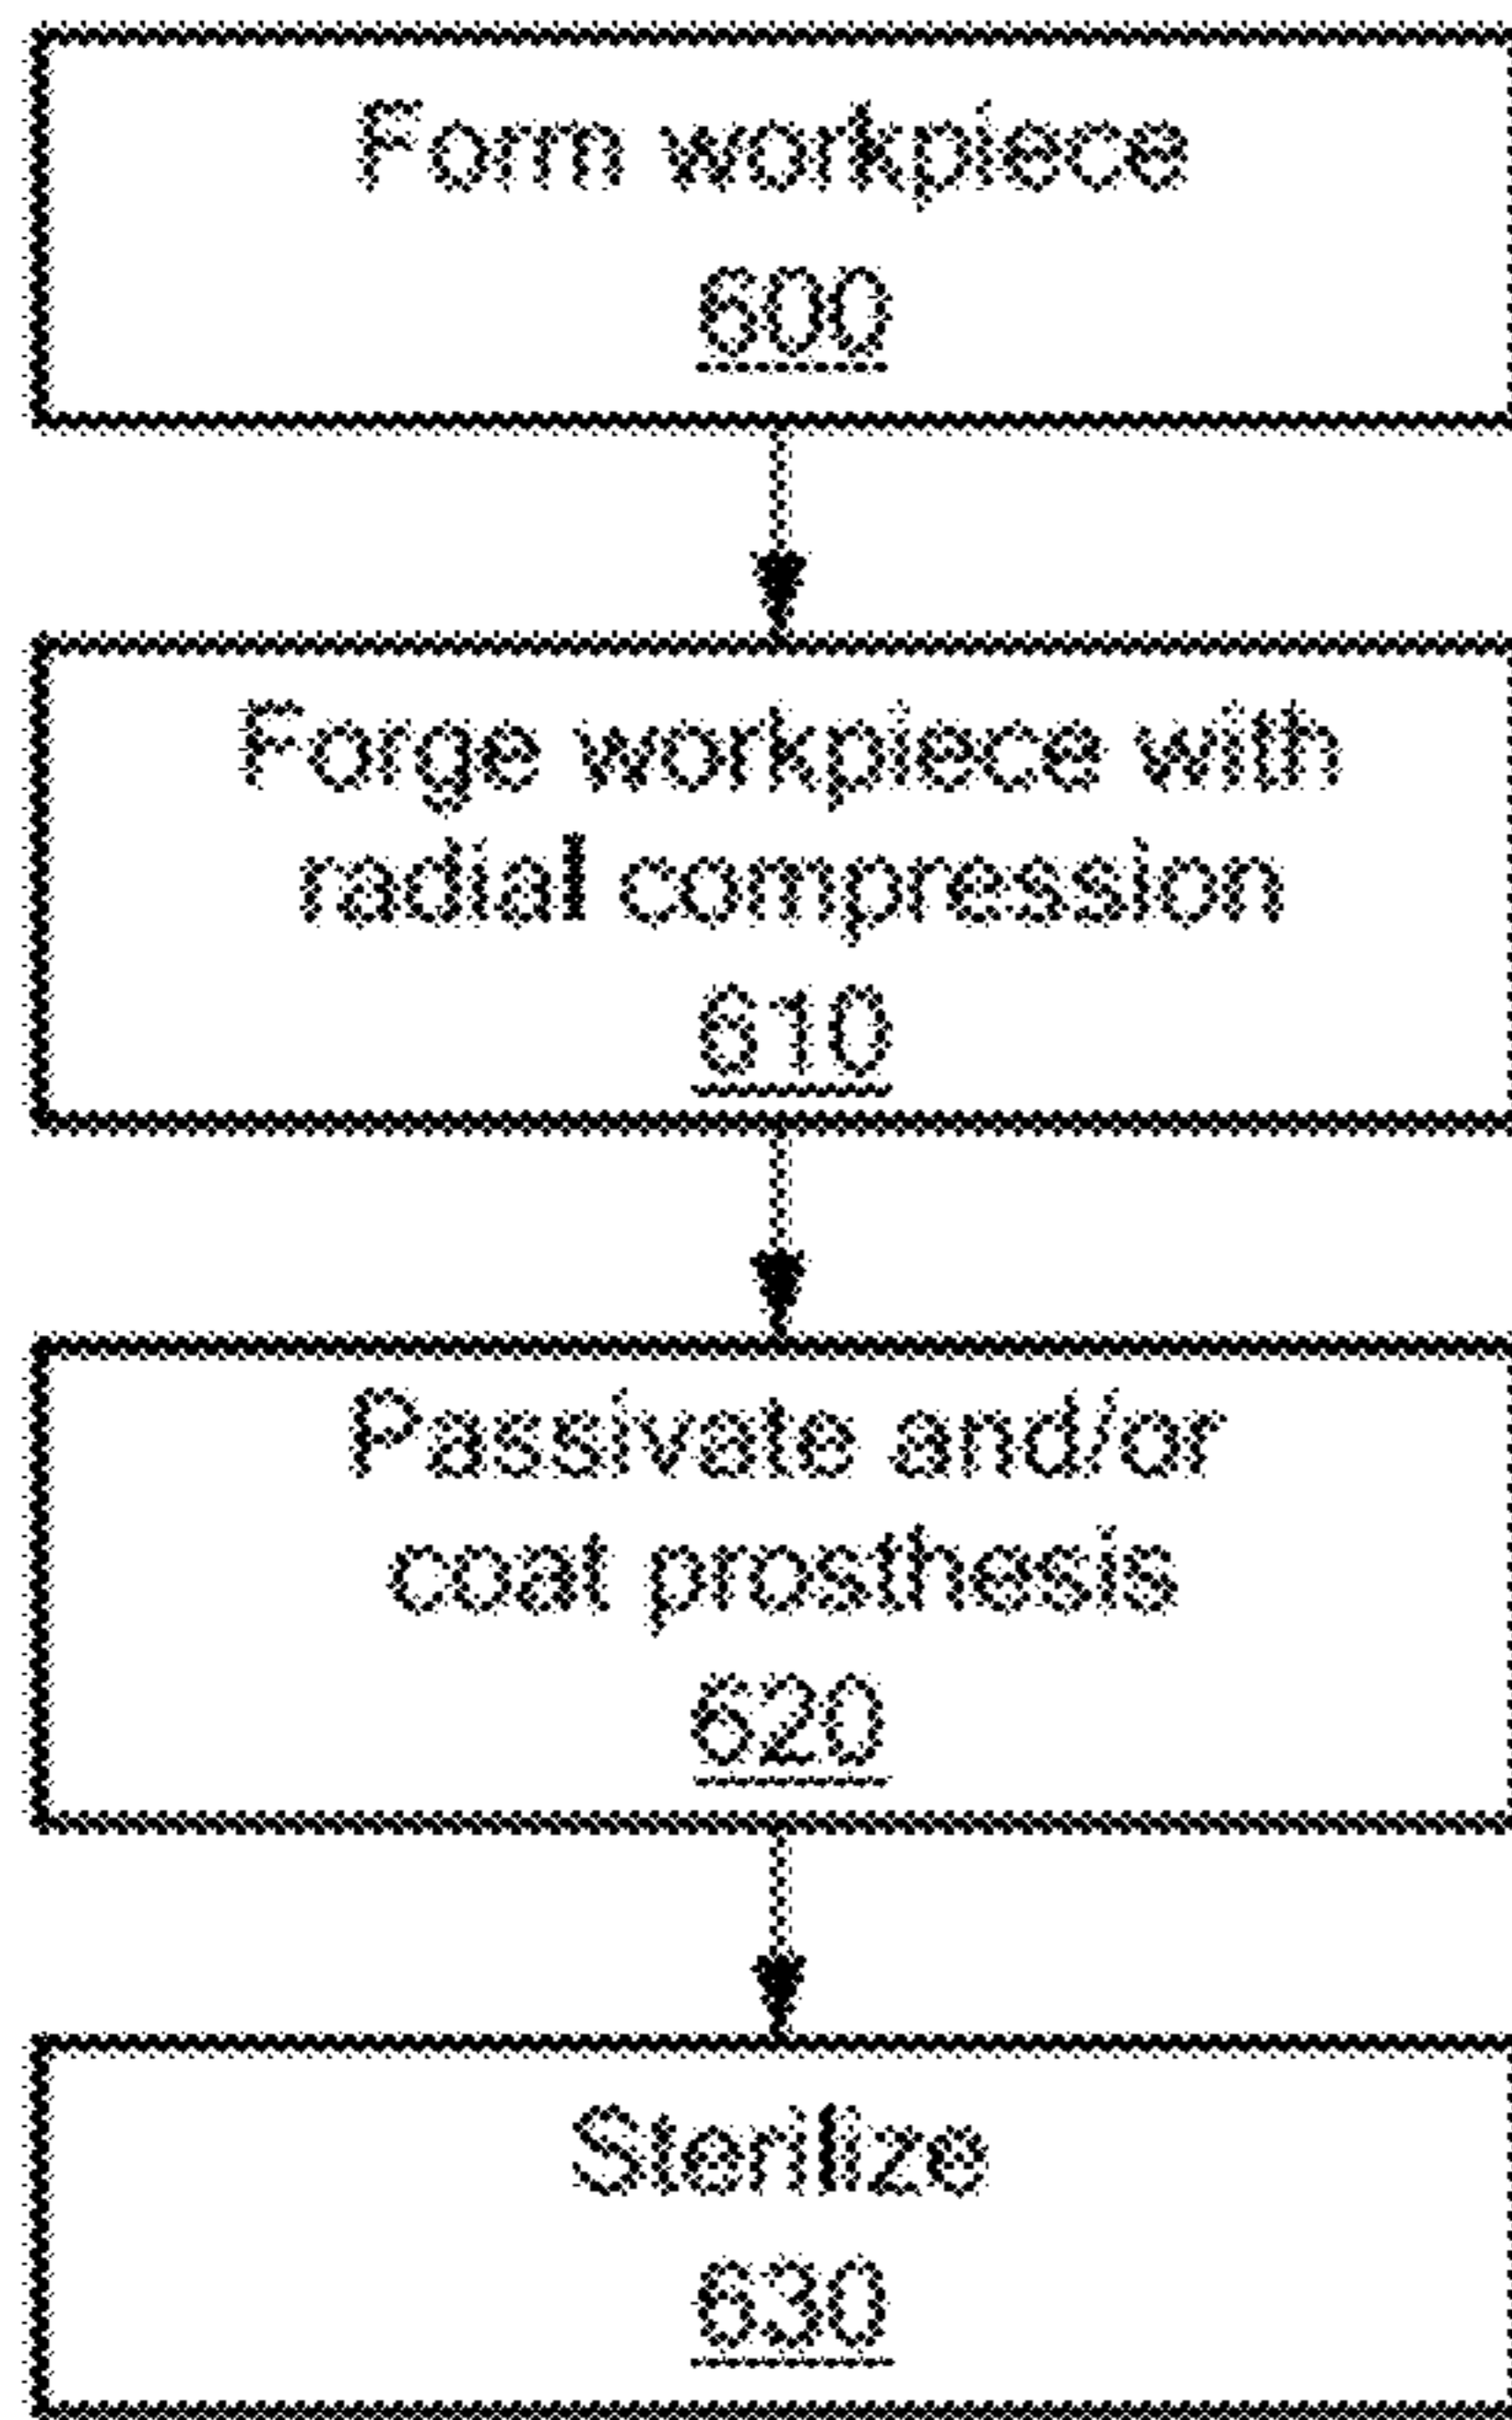 Form workpiece
600
Forge workpiece with
radial compression
610
Passivate and/or
coat prosthesis
620
Sterilize
630